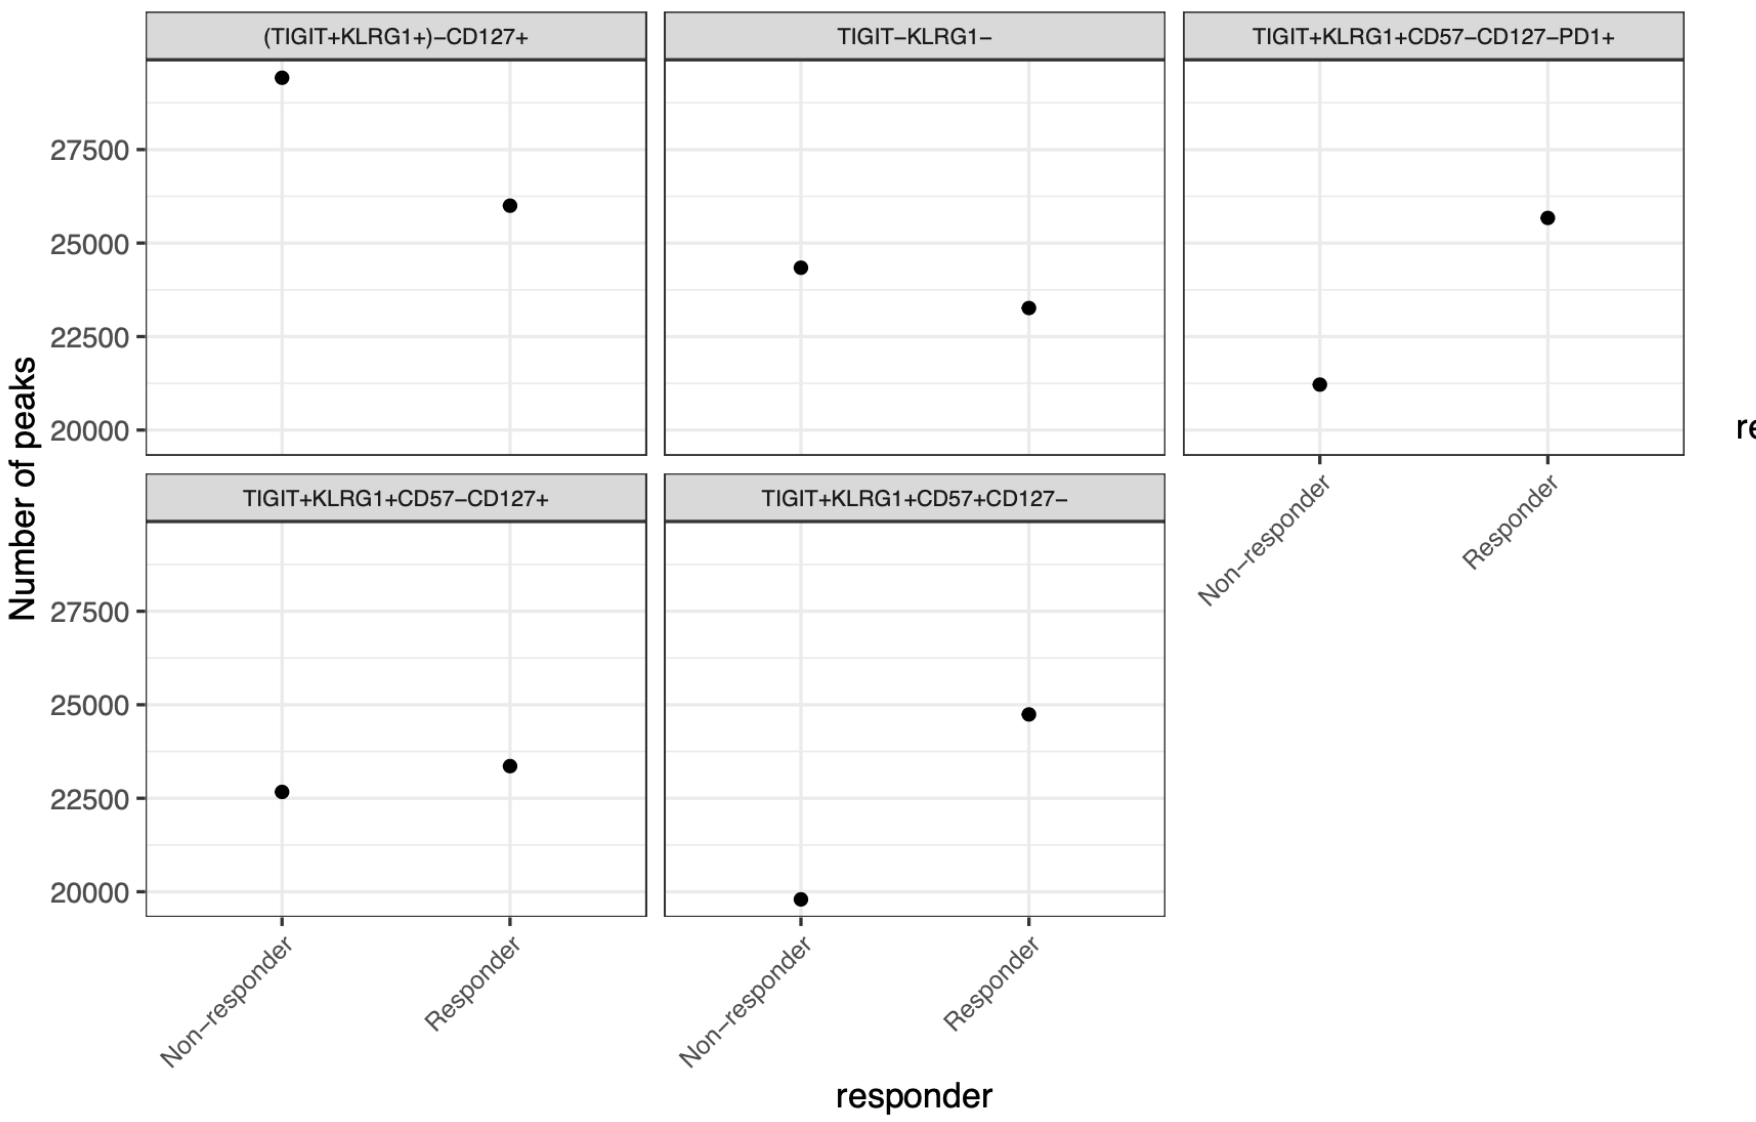 (TIGIT+KLRG1+)−CD127+
TIGIT−KLRG1−
TIGIT+KLRG1+CD57−CD127−PD1+
27500
25000
22500
20000
Non−responder
Responder
TIGIT+KLRG1+CD57−CD127+
TIGIT+KLRG1+CD57+CD127−
27500
25000
22500
20000
Non−responder
Responder
Non−responder
Responder
Number of peaks
responder
re